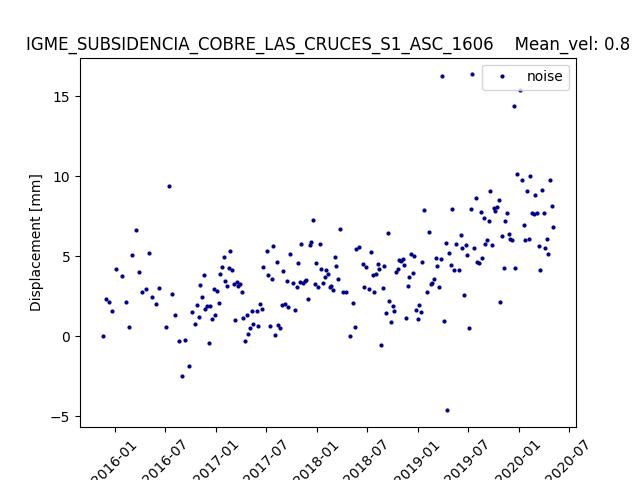 IGME_SUBSIDENCIA_COBRE_LAS_CRUCES_S1_ASC_1606 Mean_vel: 0.8
noise
Displacement [mm]
15
10
5
0
−5
2016-01 2016-07 2017-01 2017-07 2018-01 2018-07 2019-01 2019-07 2020-01 2020-07